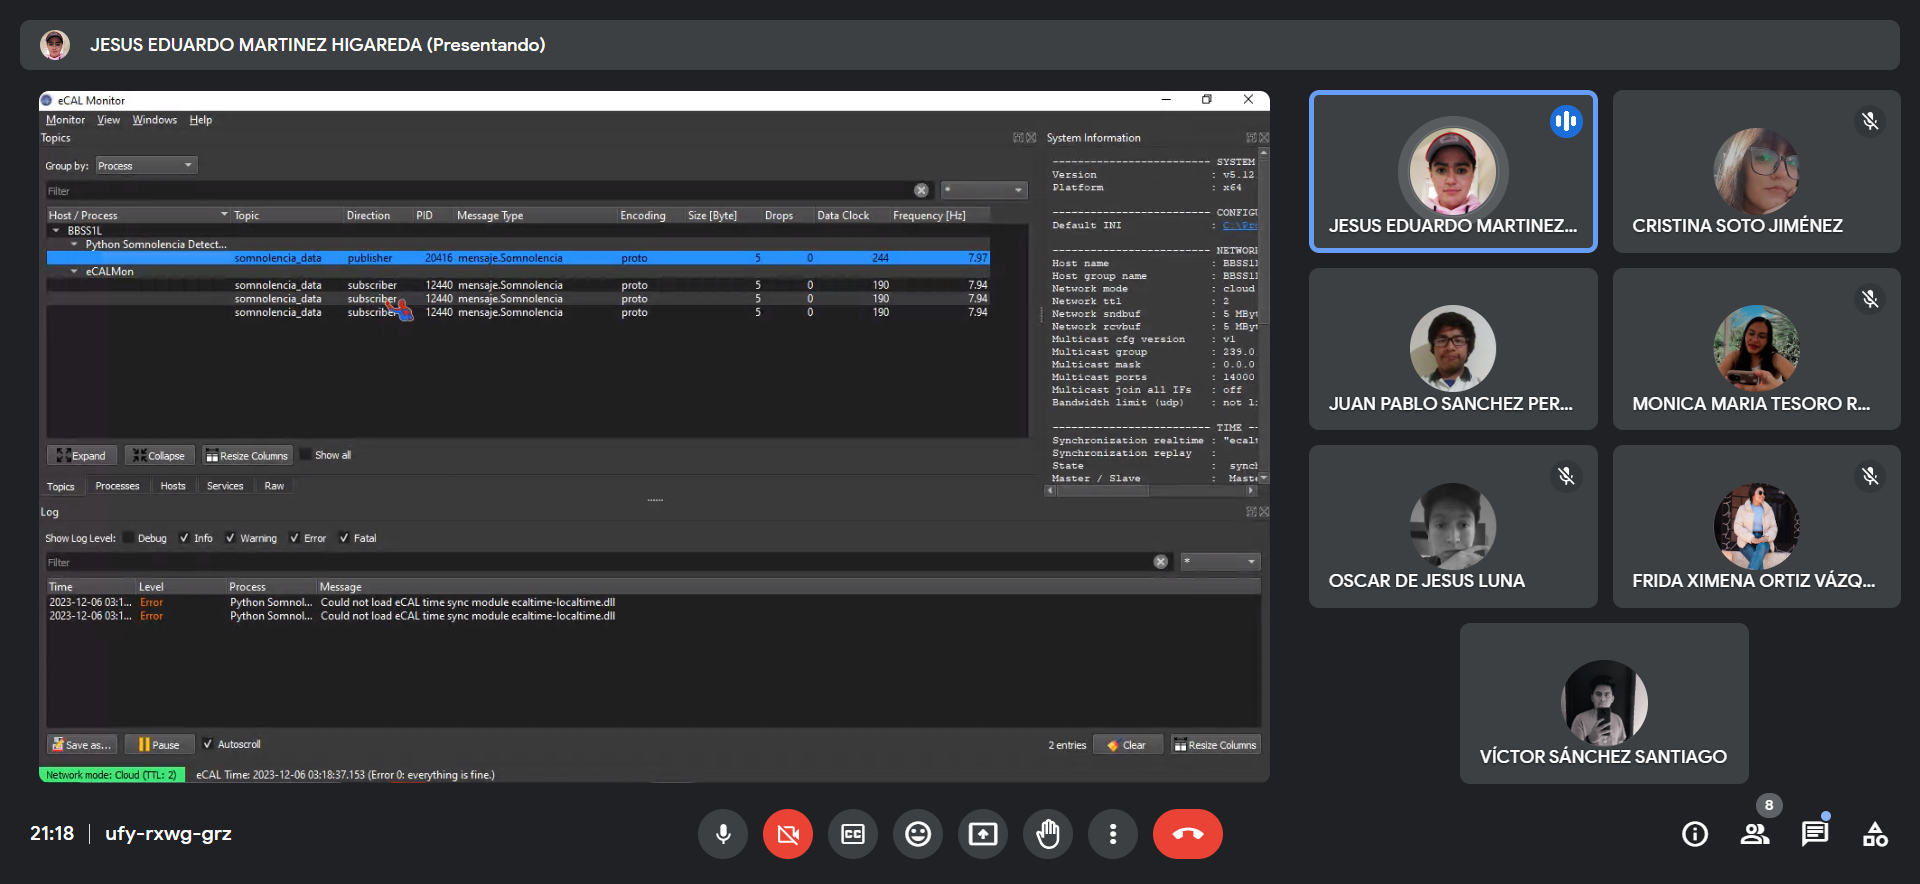 JESUS EDUARDO MARTINEZ HIGAREDA (Presentando)
eCAL Monitor
Monitor View Windows Help
Topics
Group by: Process
Filter
*
Host / Process Topic Direction PID Message Type Encoding Size [Byte] Drops Data Clock Frequency [Hz]
BBSS1L
Python Somnolencia Detect...
somnolencia_data publisher 20416 mensaje.Somnolencia proto 5 0 244 7.97
eCALMon
somnolencia_data subscriber 12440 mensaje.Somnolencia proto 5 0 190 7.94
somnolencia_data subscriber 12440 mensaje.Somnolencia proto 5 0 190 7.94
somnolencia_data subscriber 12440 mensaje.Somnolencia proto 5 0 190 7.94
Expand Collapse Resize Columns Show all
Topics Processes Hosts Services Raw
System Information
------------------------- SYSTEM
Version : v5.12
Platform : x64
------------------------- CONFIGU
Default INI : C:\Pro
------------------------- NETWORK
Host name : BBSS1
Host group name : BBSS1
Network mode : cloud
Network ttl : 2
Network sndbuf : 5 MByt
Network rcvbuf : 5 MByt
Multicast cfg version : v1
Multicast group : 239.0
Multicast mask : 0.0.0
Multicast ports : 14000
Multicast join all IFs : off
Bandwidth limit (udp) : not l
------------------------- TIME --
Synchronization realtime : "ecal
Synchronization replay :
State : synch
Master / Slave : Maste
Log
Show Log Level: Debug Info Warning Error Fatal
Filter
*
Time Level Process Message
2023-12-06 03:1... Error Python Somnol... Could not load eCAL time sync module ecaltime-localtime.dll
2023-12-06 03:1... Error Python Somnol... Could not load eCAL time sync module ecaltime-localtime.dll
Save as... Pause Autoscroll 2 entries Clear Resize Columns
Network mode: Cloud (TTL: 2) eCAL Time: 2023-12-06 03:18:37.153 (Error 0: everything is fine.)
JESUS EDUARDO MARTINEZ...
CRISTINA SOTO JIMÉNEZ
JUAN PABLO SANCHEZ PER...
MONICA MARIA TESORO R...
OSCAR DE JESUS LUNA
FRIDA XIMENA ORTIZ VÁZQ...
VÍCTOR SÁNCHEZ SANTIAGO
21:18 | ufy-rxwg-grz
CC
8